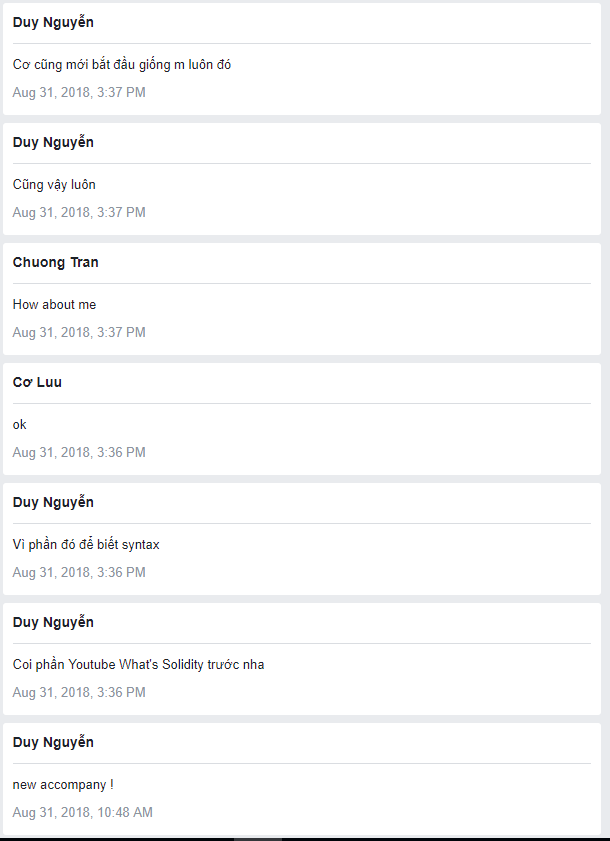 Duy Nguyễn
Cơ cũng mới bắt đầu giống m luôn đó
Aug 31, 2018, 3:37 PM
Duy Nguyễn
Cũng vậy luôn
Aug 31, 2018, 3:37 PM
Chuong Tran
How about me
Aug 31, 2018, 3:37 PM
Cơ Luu
ok
Aug 31, 2018, 3:36 PM
Duy Nguyễn
Vì phần đó để biết syntax
Aug 31, 2018, 3:36 PM
Duy Nguyễn
Coi phần Youtube What's Solidity trước nha
Aug 31, 2018, 3:36 PM
Duy Nguyễn
new accompany !
Aug 31, 2018, 10:48 AM